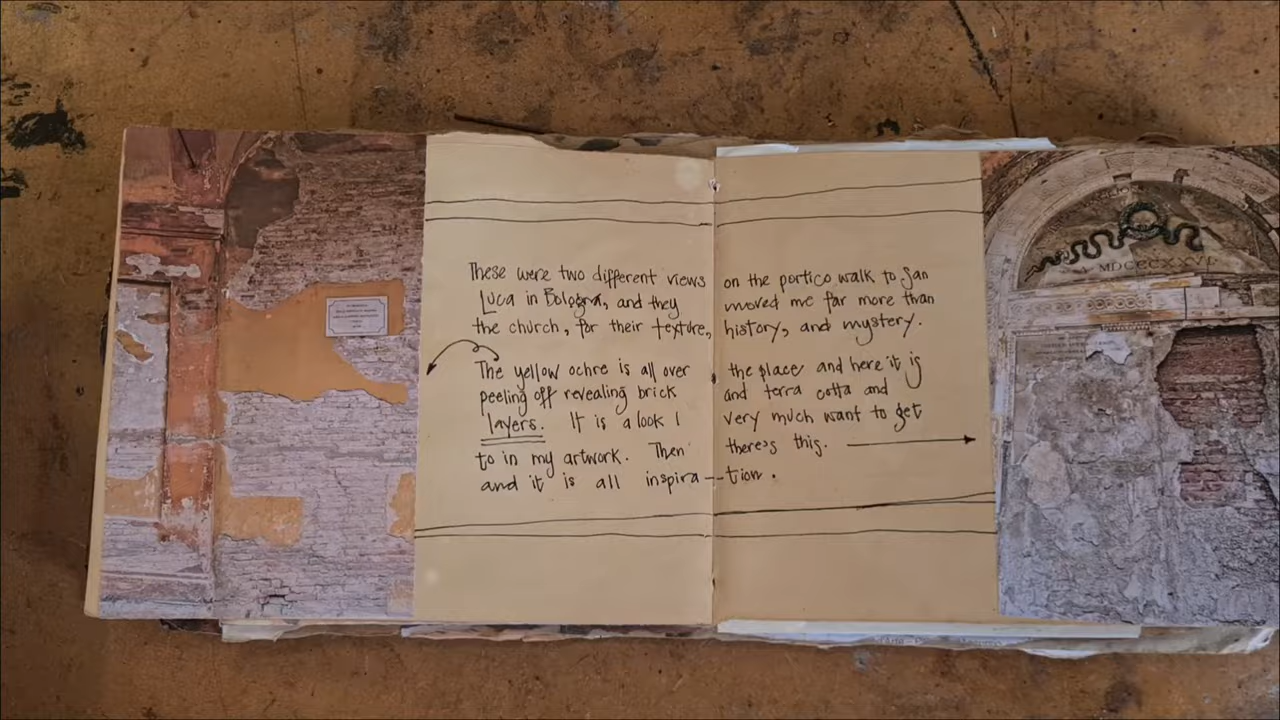 These were two different views on the portico walk to San
Luca in Bologna, and they moved me far more than
the church, for their texture, history, and mystery.
The yellow ochre is all over the place and here it is
peeling off revealing brick and terra cotta and
layers. It is a look I very much want to get
to in my artwork. Then there's this.
and it is all inspira--tion.
MDCCCXXVI